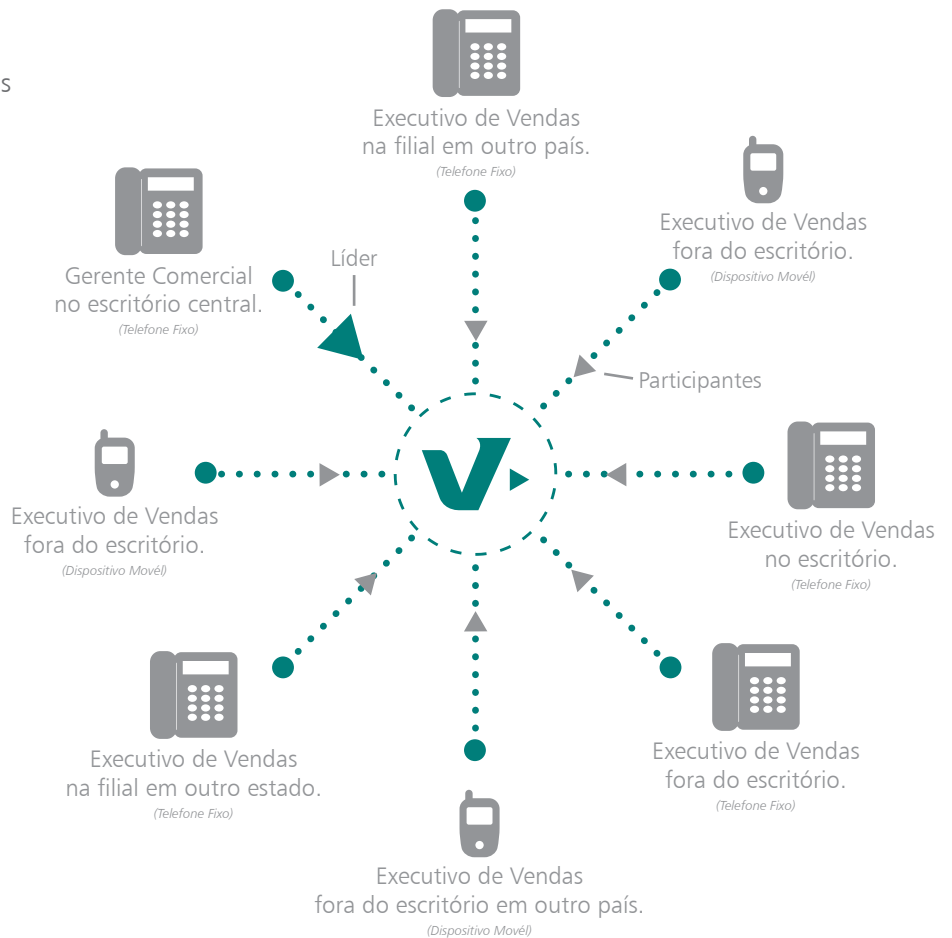 s
Executivo de Vendas
na filial em outro país.
(Telefone Fixo)
Executivo de Vendas
fora do escritório.
(Dispositivo Movél)
Gerente Comercial
no escritório central.
(Telefone Fixo)
Líder
Participantes
V
Executivo de Vendas
fora do escritório.
(Dispositivo Movél)
Executivo de Vendas
no escritório.
(Telefone Fixo)
Executivo de Vendas
na filial em outro estado.
(Telefone Fixo)
Executivo de Vendas
fora do escritório.
(Telefone Fixo)
Executivo de Vendas
fora do escritório em outro país.
(Dispositivo Movél)